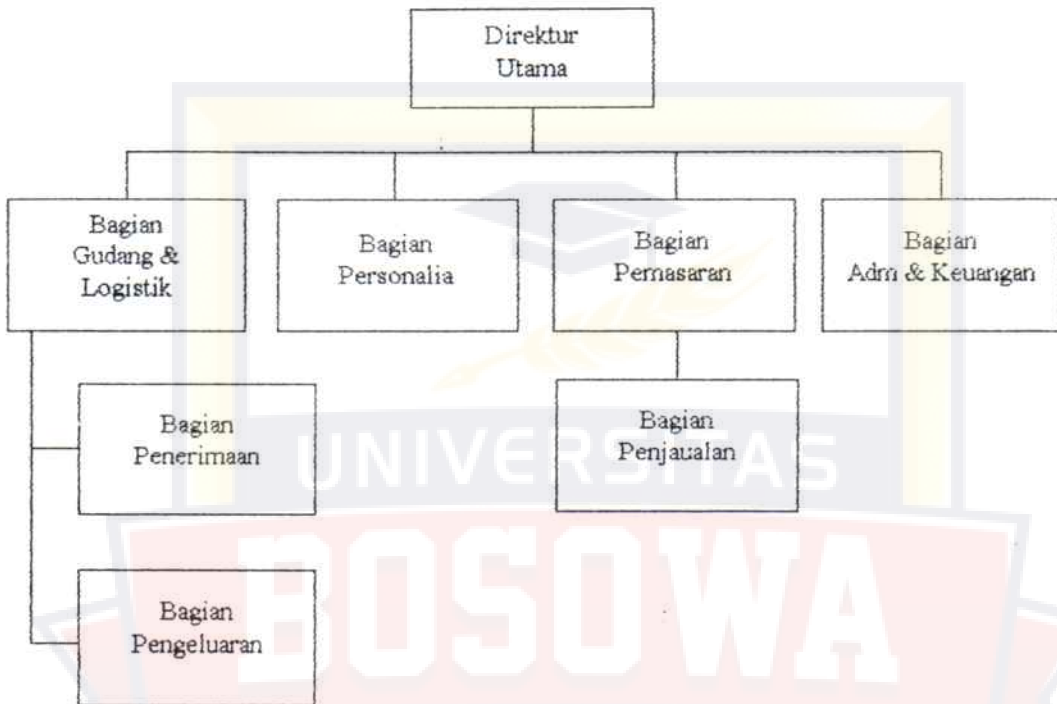 Direktur
Utama
Bagian
Gudang &
Logistik
Bagian
Personalia
Bagian
Pemasaran
Bagian
Adm & Keuangan
Bagian
Penerimaan
Bagian
Penjaualan
Bagian
Pengeluaran
UNIVERSITAS
BOSOWA